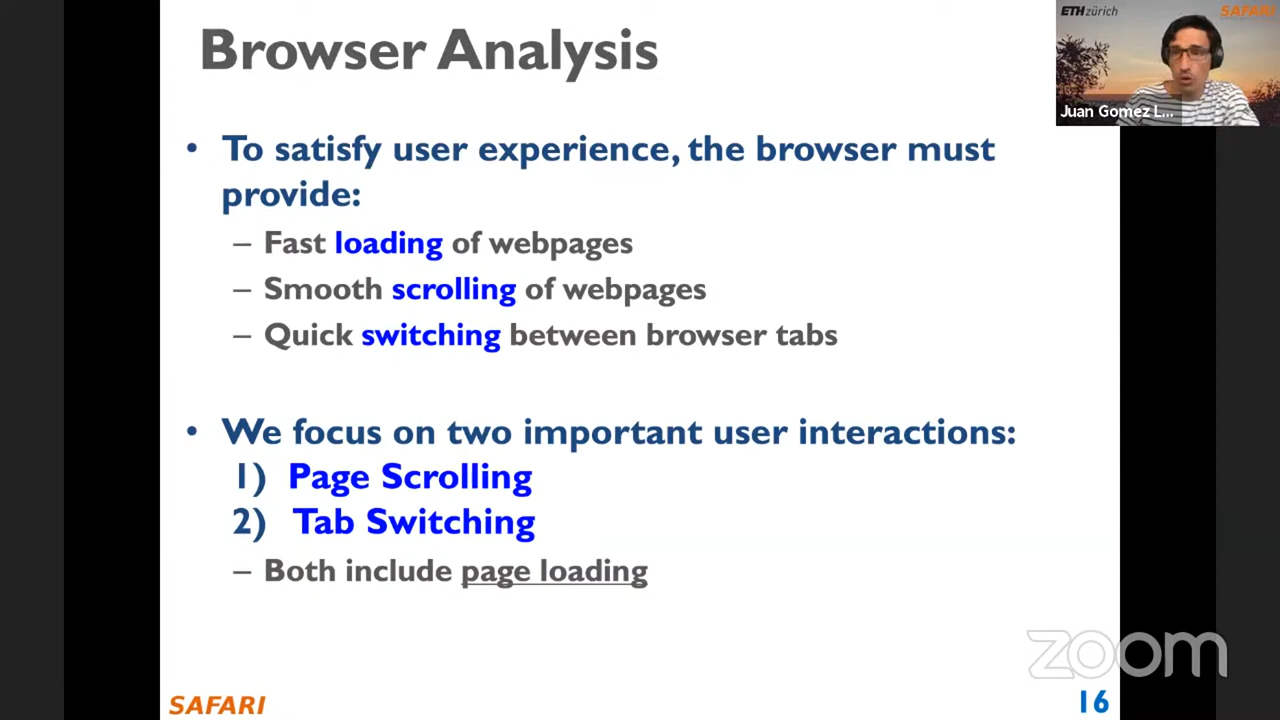 Browser Analysis
ETH zürich
SAFARI
Juan Gomez L...
• To satisfy user experience, the browser must
provide:
– Fast loading of webpages
– Smooth scrolling of webpages
– Quick switching between browser tabs
• We focus on two important user interactions:
1) Page Scrolling
2) Tab Switching
– Both include page loading
zoom
SAFARI
16